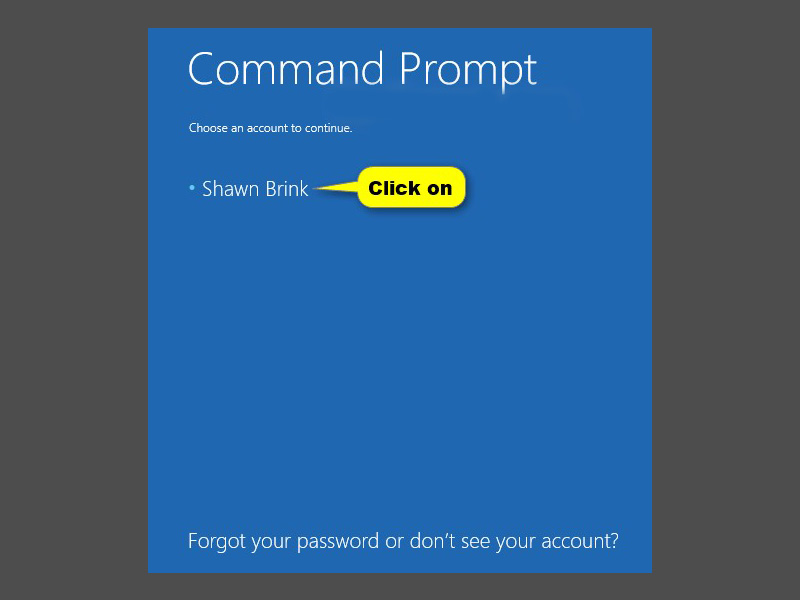 Command Prompt
Choose an account to continue.
• Shawn Brink
Click on
Forgot your password or don't see your account?